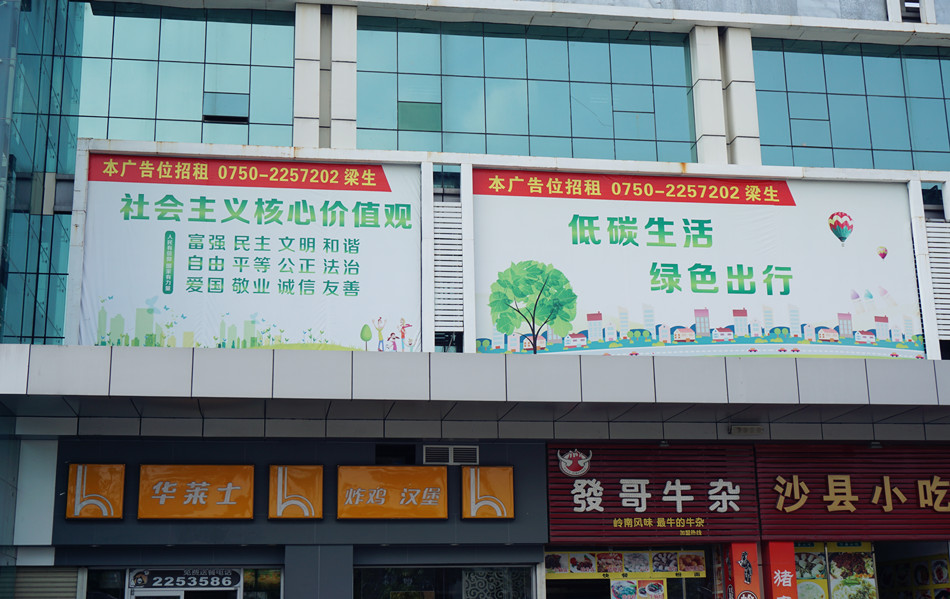 本广告位招租 0750-2257202 梁生
社会主义核心价值观
富强 民主 文明 和谐
自由 平等 公正 法治
爱国 敬业 诚信 友善
本广告位招租 0750-2257202 梁生
低碳生活
绿色出行
华莱士
炸鸡 汉堡
發哥牛杂
岭南风味 最牛的牛杂
沙县小吃
2253586
猪